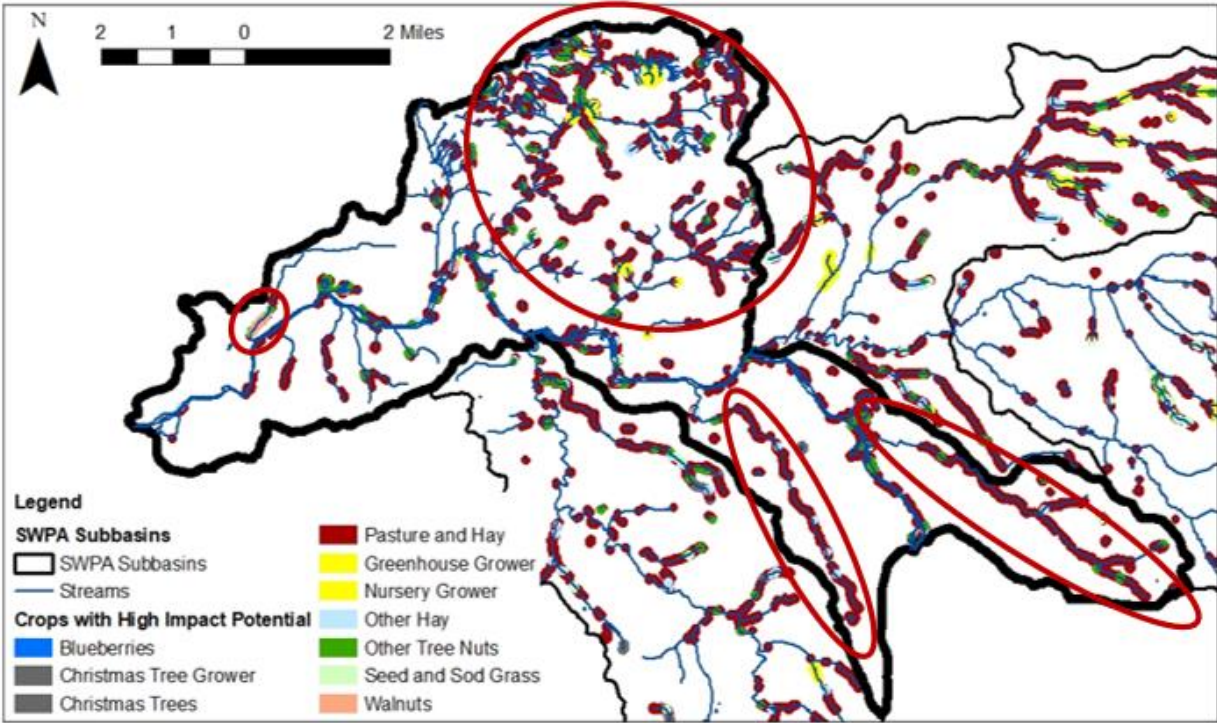 N
2 1 0 2 Miles
Legend
SWPA Subbasins
SWPA Subbasins
Streams
Crops with High Impact Potential
Blueberries
Christmas Tree Grower
Christmas Trees
Pasture and Hay
Greenhouse Grower
Nursery Grower
Other Hay
Other Tree Nuts
Seed and Sod Grass
Walnuts